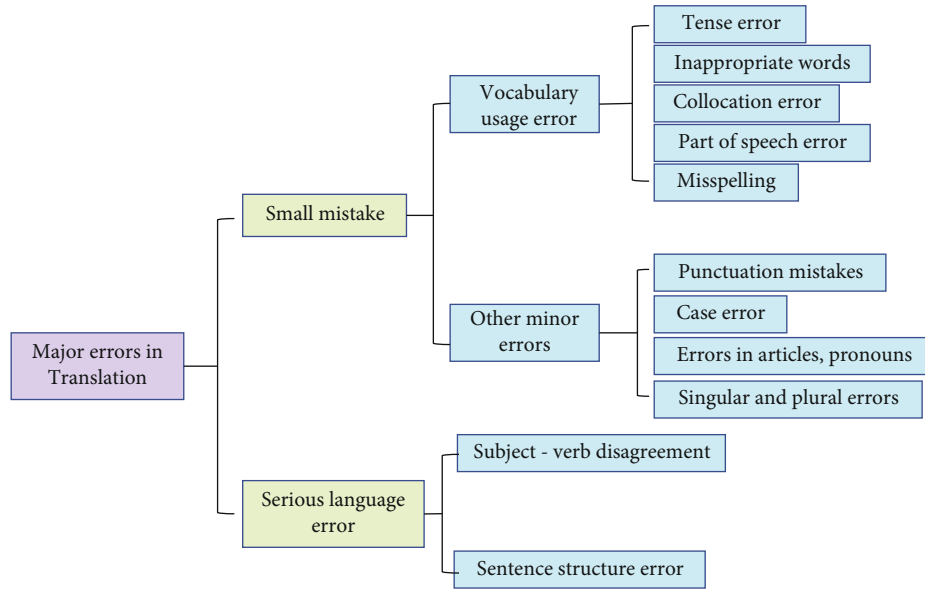 Major errors in
Translation
Small mistake
Serious language
error
Vocabulary
usage error
Other minor
errors
Subject - verb disagreement
Sentence structure error
Tense error
Inappropriate words
Collocation error
Part of speech error
Misspelling
Punctuation mistakes
Case error
Errors in articles, pronouns
Singular and plural errors